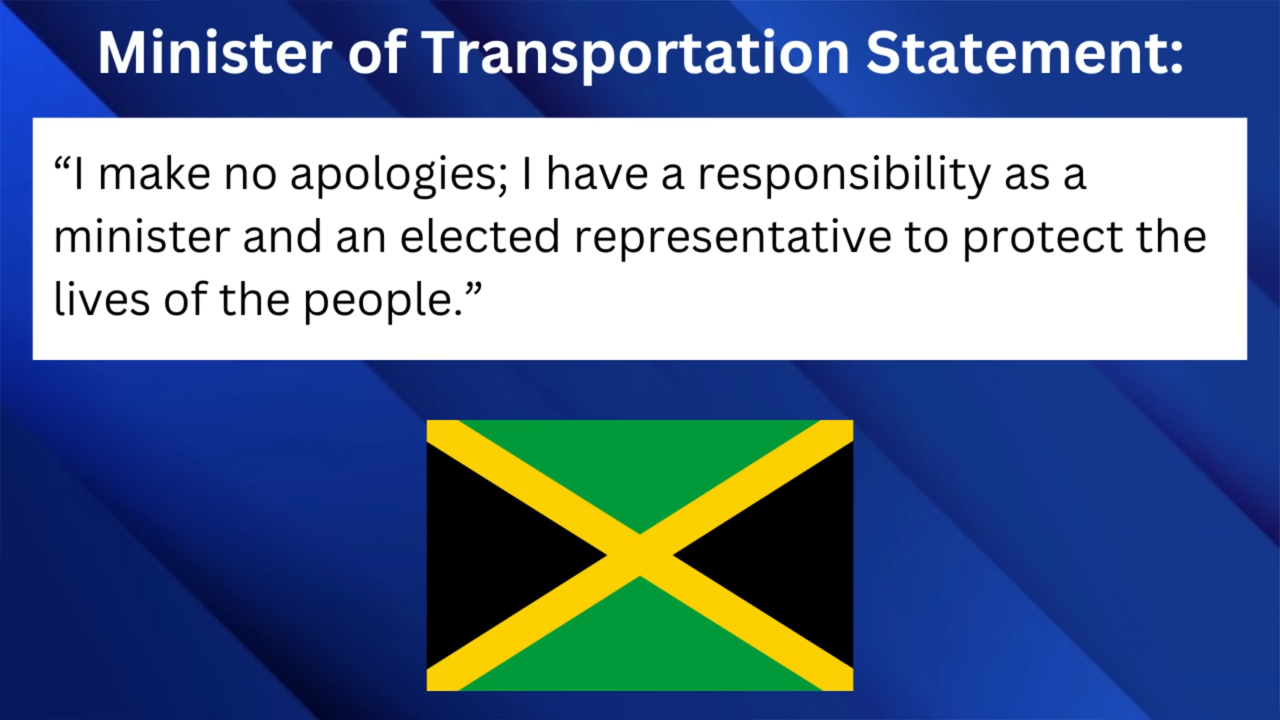 Minister of Transportation Statement:
“I make no apologies; I have a responsibility as a
minister and an elected representative to protect the
lives of the people.”